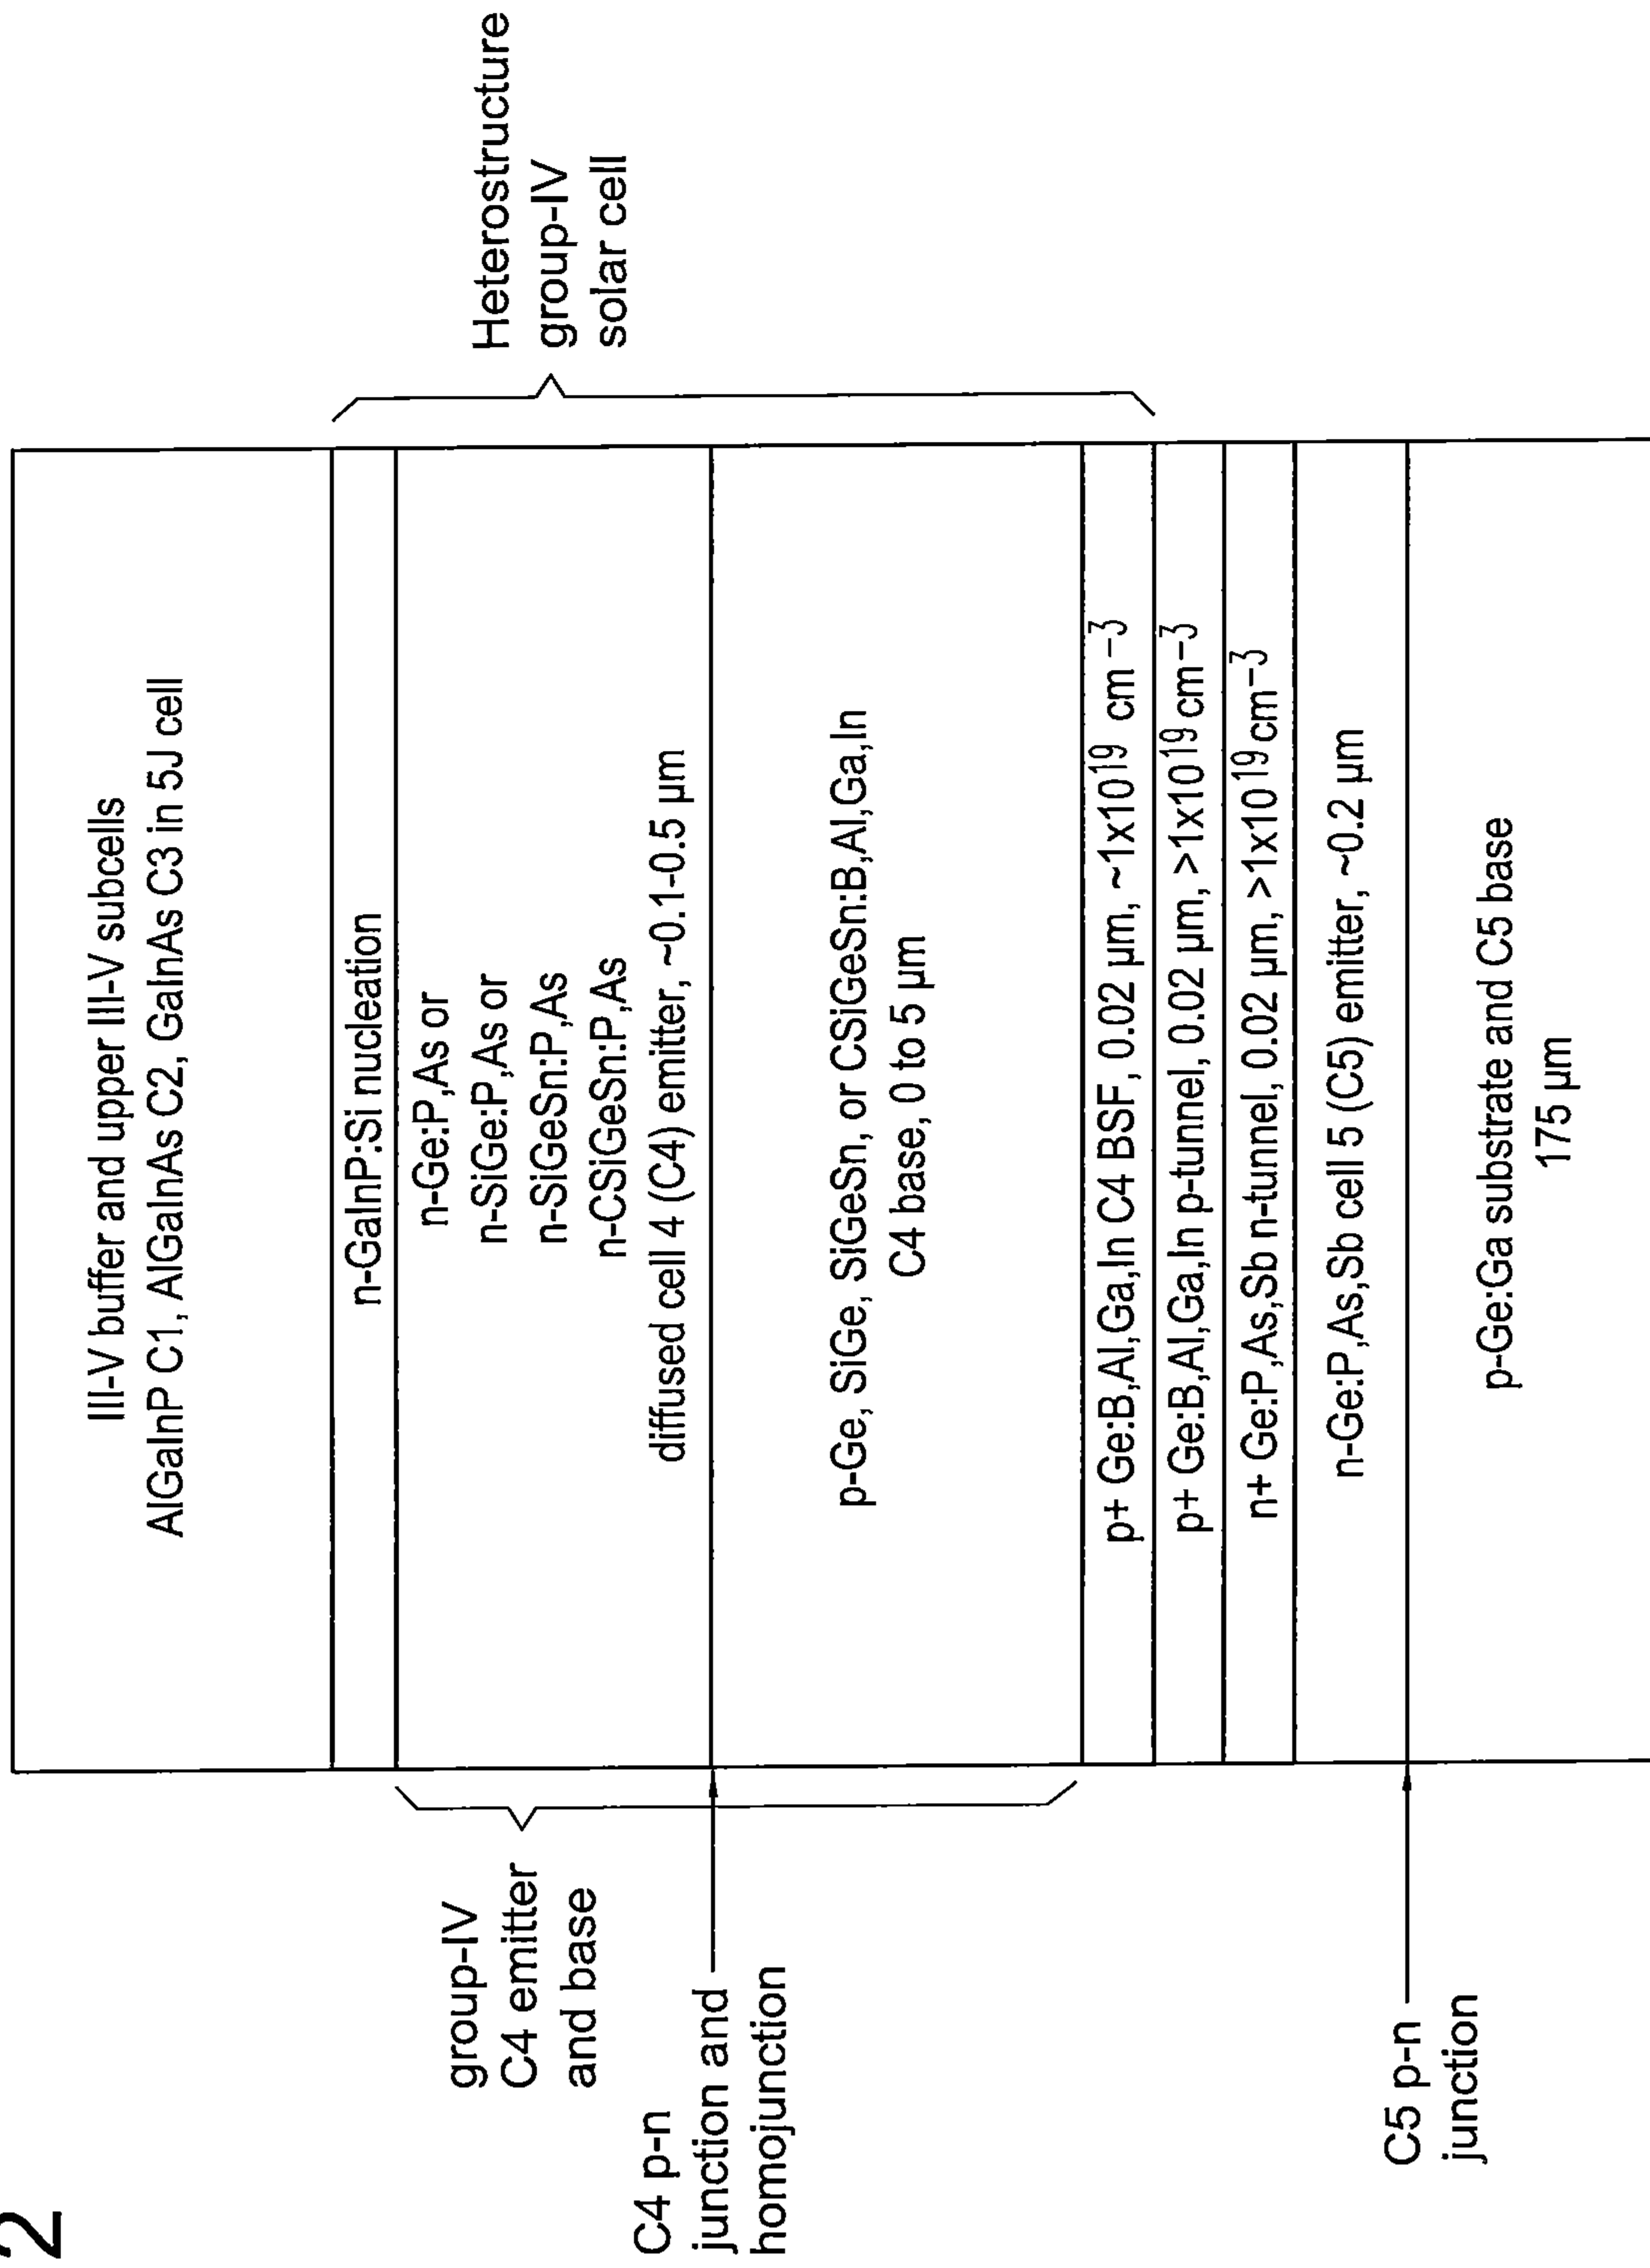 2
III-V buffer and upper III-V subcells
AlGaInP C1, AlGaInAs C2, GaInAs C3 in 5J cell
n-GaInP:Si nucleation
group-IV
C4 emitter
and base
n-Ge:P,As or
n-SiGe:P,As or
n-SiGeSn:P,As
n-CSiGeSn:P,As
diffused cell 4 (C4) emitter, ~0.1-0.5 µm
Heterostructure
group-IV
solar cell
C4 p-n
junction and
homojunction
p-Ge, SiGe, SiGeSn, or CSiGeSn:B,Al,Ga,In
C4 base, 0 to 5 µm
p+ Ge:B,Al,Ga,In C4 BSF, 0.02 µm, ~1x10¹⁹ cm⁻³
p+ Ge:B,Al,Ga,In p-tunnel, 0.02 µm, >1x10¹⁹ cm⁻³
n+ Ge:P,As,Sb n-tunnel, 0.02 µm, >1x10¹⁹ cm⁻³
n-Ge:P,As,Sb cell 5 (C5) emitter, ~0.2 µm
C5 p-n
junction
p-Ge:Ga substrate and C5 base
175 µm